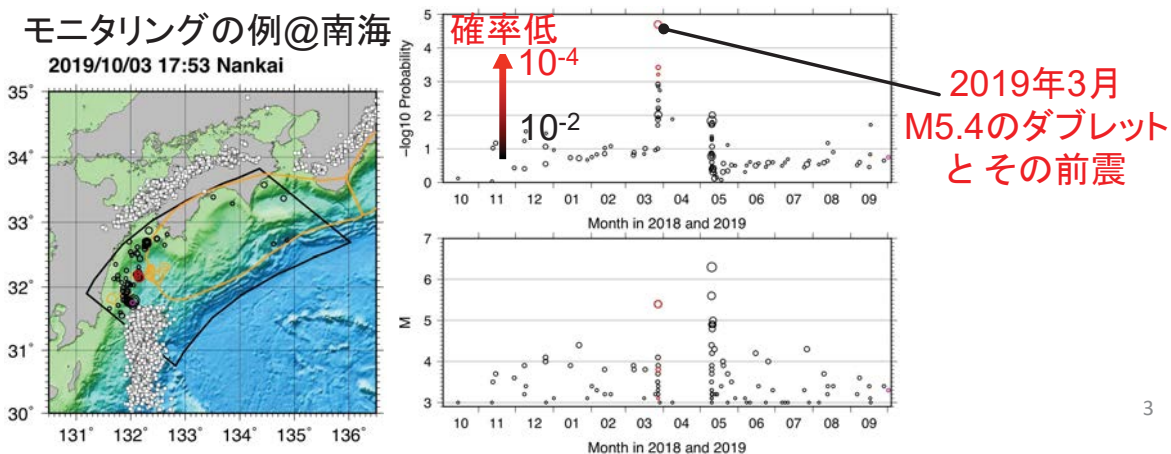 モニタリングの例@南海
2019/10/03 17:53 Nankai
35˚
34˚
33˚
32˚
31˚
30˚
131˚ 132˚ 133˚ 134˚ 135˚ 136˚
確率低
10-4
10-2
−log10 Probability
5
4
3
2
1
0
10 11 12 01 02 03 04 05 06 07 08 09
Month in 2018 and 2019
2019年3月
M5.4のダブレット
とその前震
M
7
6
5
4
3
10 11 12 01 02 03 04 05 06 07 08 09
Month in 2018 and 2019
3